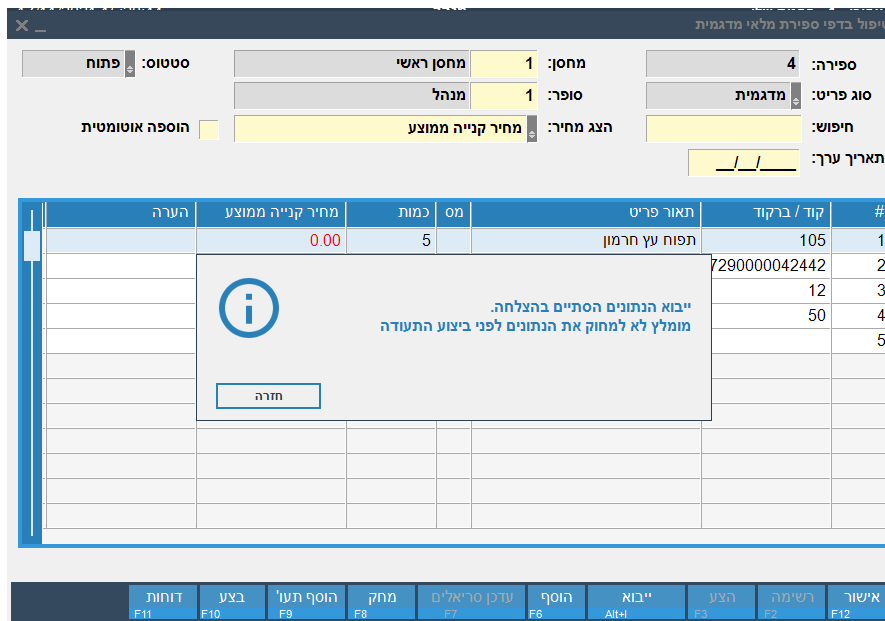 טיפול בדפי ספירת מלאי מדגמית
ספירה: 4 מחסן: 1 מחסן ראשי סטטוס: פתוח
סוג פריט: מדגמית סופר: 1 מנהל
חיפוש: הצג מחיר: מחיר קנייה ממוצע הוספה אוטומטית
תאריך ערך: __/__/____
# קוד / ברקוד תאור פריט מס כמות מחיר קנייה ממוצע הערה
1 105 תפוח עץ חרמון 5 0.00
2 7290000042442
3 12
4 50
5
ייבוא הנתונים הסתיים בהצלחה.
מומלץ לא למחוק את הנתונים לפני ביצוע התעודה
חזרה
אישור רשימה הצע ייבוא הוסף עדכן סריאלים מחק הוסף תעו' בצע דוחות
F12 F2 F3 Alt+I F6 F7 F8 F9 F10 F11